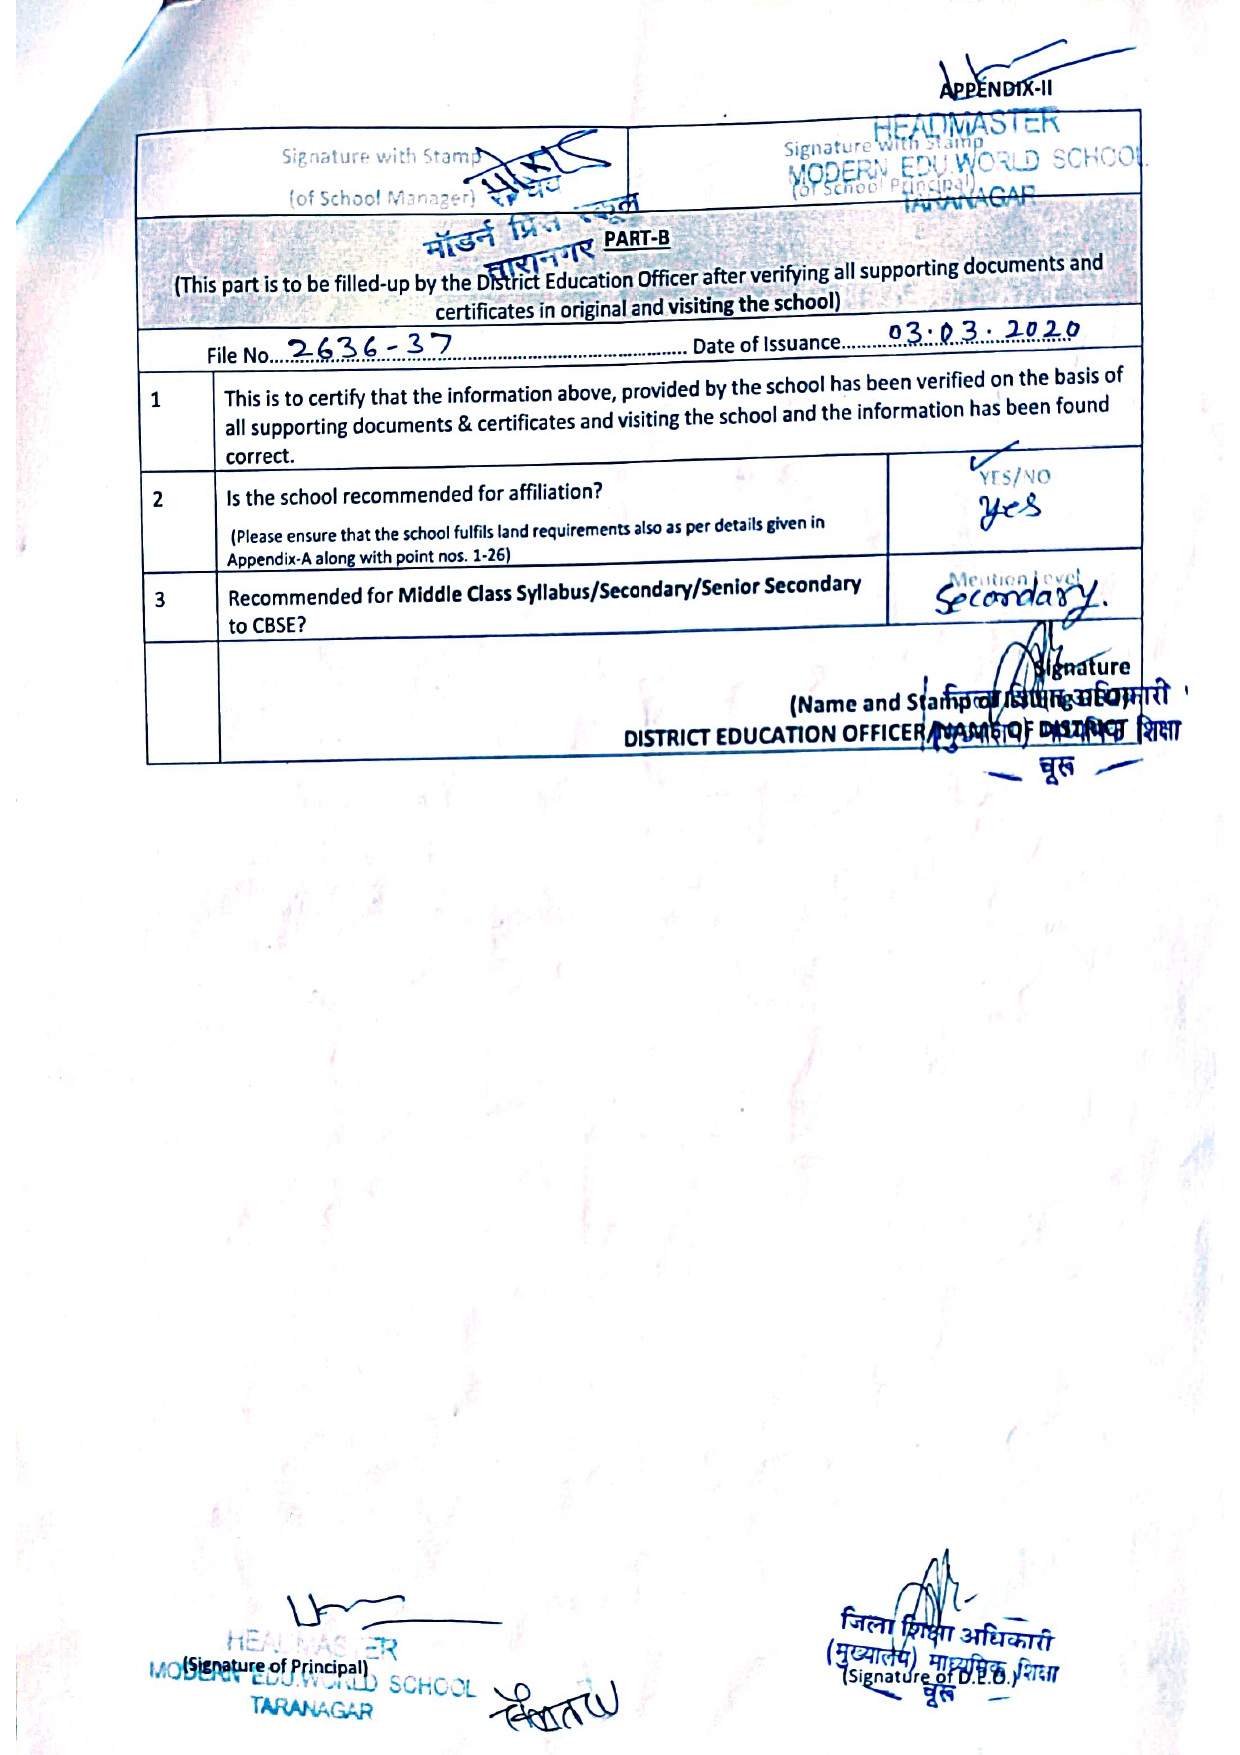 APPENDIX-II
Signature with Stamp
(of School Manager)
सचिव
मॉडर्न प्रिंस स्कूल
तारानगर
HEADMASTER
Signature with Stamp
MODERN EDU.WORLD SCHOOL
(of School Principal)
TARANAGAR
PART-B
(This part is to be filled-up by the District Education Officer after verifying all supporting documents and
certificates in original and visiting the school)
File No....2636-37.... Date of Issuance....03.03.2020
1 This is to certify that the information above, provided by the school has been verified on the basis of
all supporting documents & certificates and visiting the school and the information has been found
correct.
2 Is the school recommended for affiliation? YES/NO
Yes
(Please ensure that the school fulfils land requirements also as per details given in
Appendix-A along with point nos. 1-26)
3 Recommended for Middle Class Syllabus/Secondary/Senior Secondary Mention Level
to CBSE? Secondary.
Signature
(Name and Stamp of Issuing DEO)
DISTRICT EDUCATION OFFICER/NAME OF DISTRICT
जिला शिक्षा अधिकारी
(मुख्यालय) माध्यमिक शिक्षा
चूरू
HEADMASTER
(Signature of Principal)
MODERN EDU.WORLD SCHOOL
TARANAGAR
जिला शिक्षा अधिकारी
(मुख्यालय) माध्यमिक शिक्षा
(Signature of D.E.O.)
चूरू